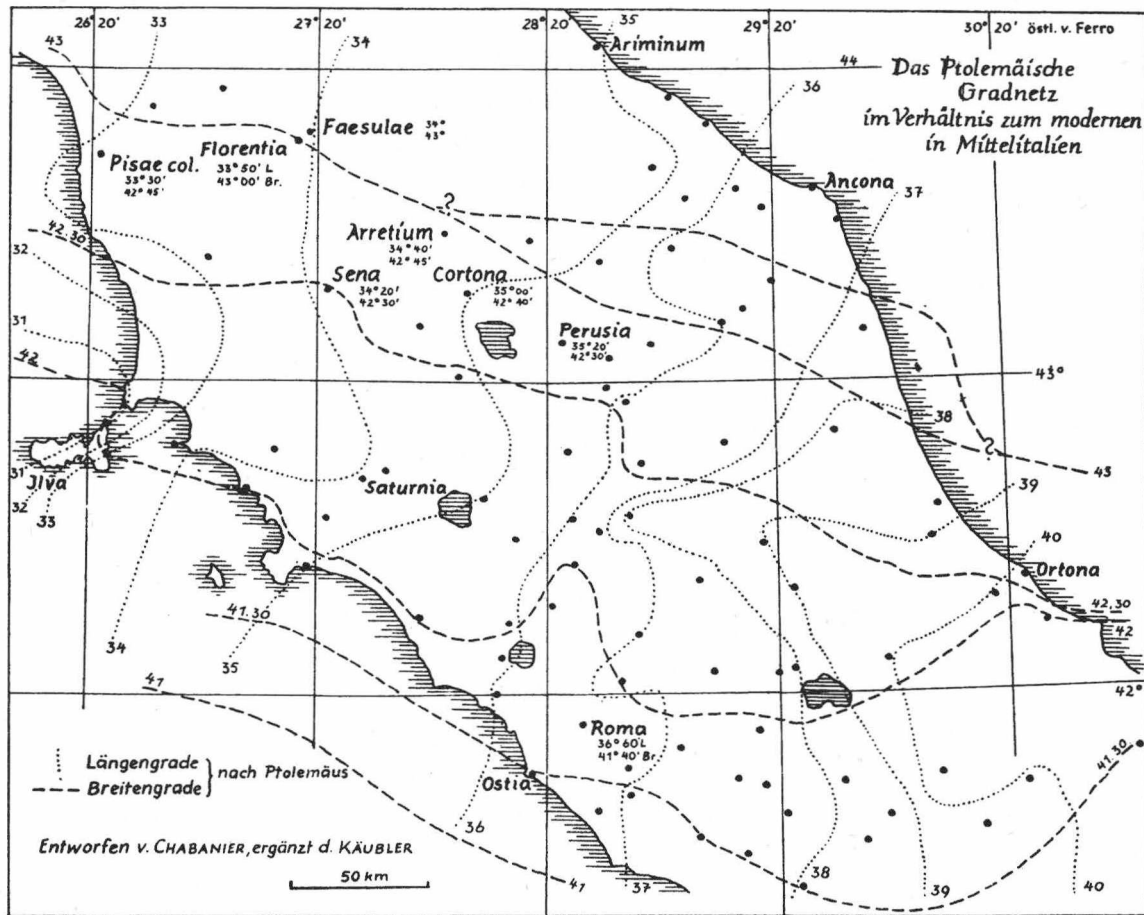 26° 20'
27° 20'
28° 20'
29° 20'
30° 20' östl. v. Ferro
33
34
35
43
44
36
Ariminum
Das Ptolemäische
Gradnetz
im Verhältnis zum modernen
in Mittelitalien
Faesulae 34°
43°
Florentia
33°50' L
43°00' Br.
Pisae col.
33°30'
42°45'
Ancona
37
?
42.30
32
Arretium
34°40'
42°45'
Sena
34°20'
42°30'
Cortona
35°00'
42°40'
31
Perusia
35°20'
42°30'
42
43°
38
?
43
31
Ilva
32
33
Saturnia
39
40
Ortona
42.30
42
41.30
34
35
41
42°
Roma
36°60' L
41°40' Br.
41.30
Längengrade
Breitengrade
nach Ptolemäus
Ostia
36
Entworfen v. CHABANIER, ergänzt d. KÄUBLER
50 km
41
37
38
39
40